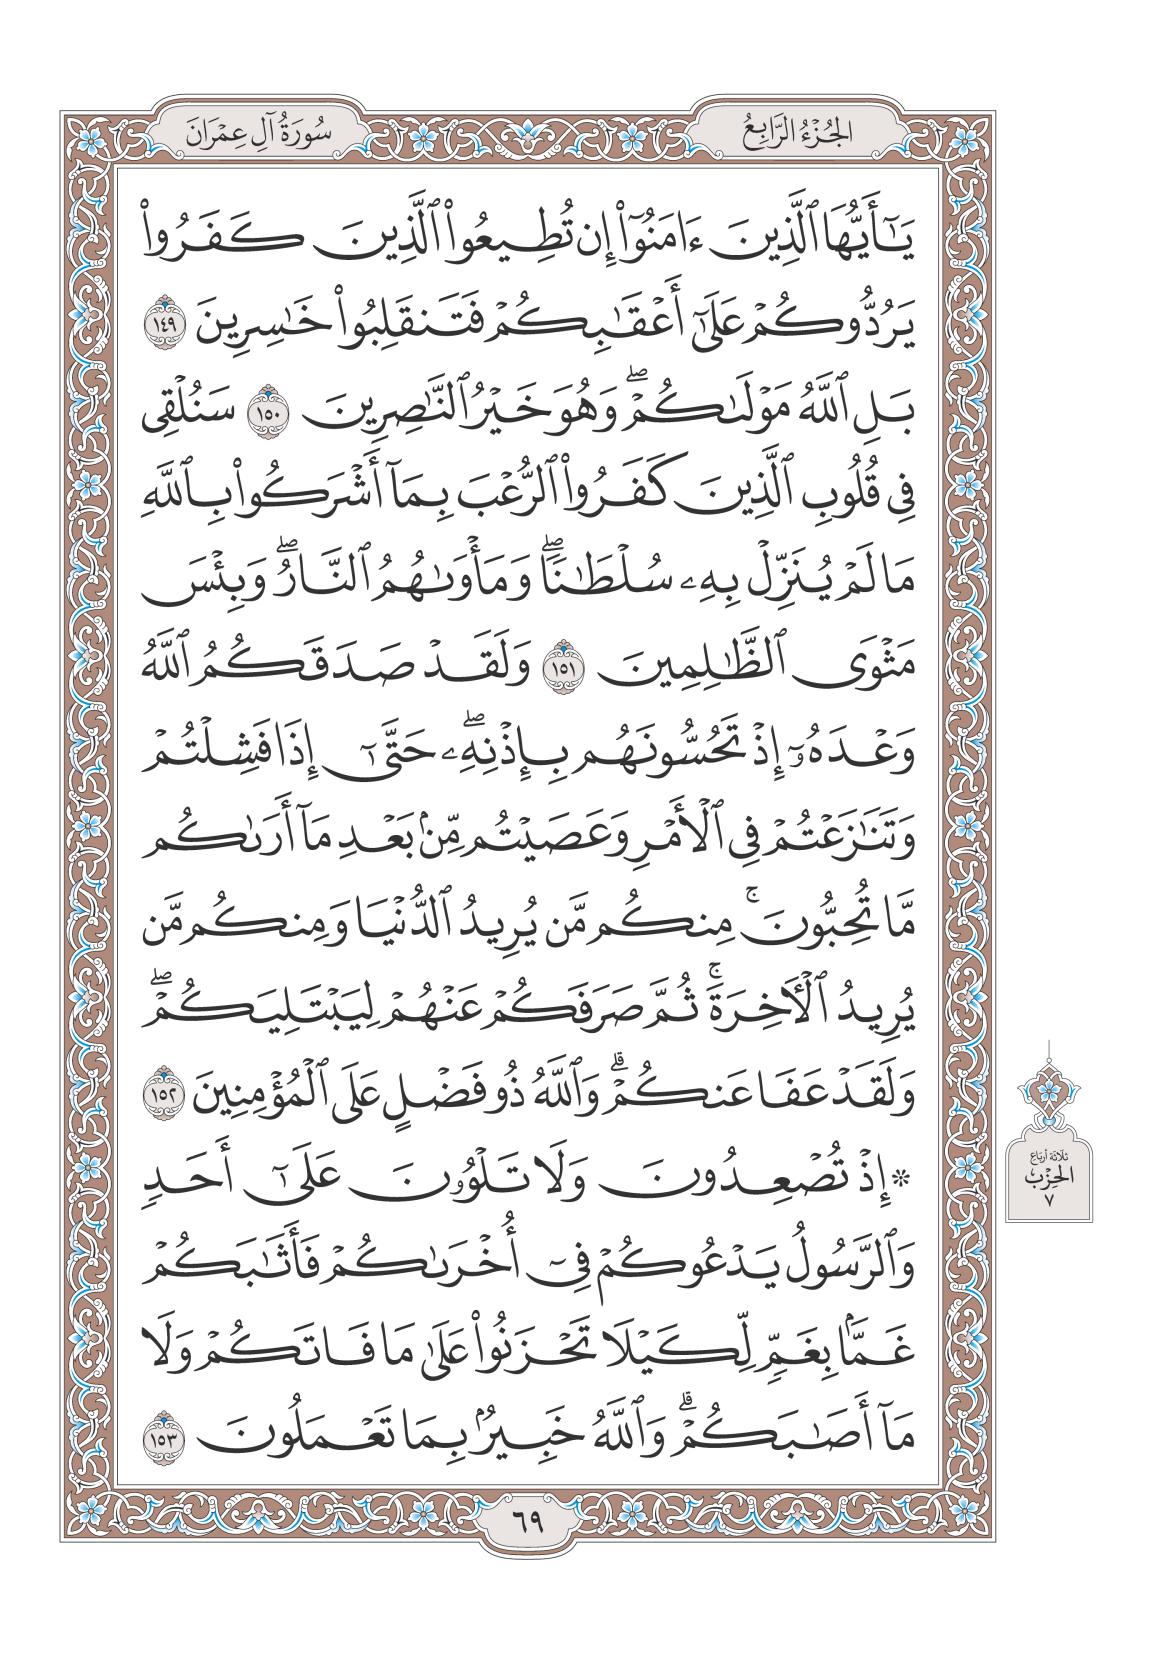 الجُزْءُ الرَّابِعُ
سُورَةُ آلِ عِمْرَانَ
يَٰٓأَيُّهَا ٱلَّذِينَ ءَامَنُوٓاْ إِن تُطِيعُواْ ٱلَّذِينَ كَفَرُواْ
يَرُدُّوكُمْ عَلَىٰٓ أَعْقَٰبِكُمْ فَتَنقَلِبُواْ خَٰسِرِينَ ١٤٩
بَلِ ٱللَّهُ مَوْلَىٰكُمْۖ وَهُوَ خَيْرُ ٱلنَّٰصِرِينَ ١٥٠ سَنُلْقِي
فِي قُلُوبِ ٱلَّذِينَ كَفَرُواْ ٱلرُّعْبَ بِمَآ أَشْرَكُواْ بِٱللَّهِ
مَا لَمْ يُنَزِّلْ بِهِۦ سُلْطَٰنٗاۖ وَمَأْوَىٰهُمُ ٱلنَّارُۖ وَبِئْسَ
مَثْوَى ٱلظَّٰلِمِينَ ١٥١ وَلَقَدْ صَدَقَكُمُ ٱللَّهُ
وَعْدَهُۥٓ إِذْ تَحُسُّونَهُم بِإِذْنِهِۦۖ حَتَّىٰٓ إِذَا فَشِلْتُمْ
وَتَنَٰزَعْتُمْ فِي ٱلْأَمْرِ وَعَصَيْتُم مِّنۢ بَعْدِ مَآ أَرَىٰكُم
مَّا تُحِبُّونَۚ مِنكُم مَّن يُرِيدُ ٱلدُّنْيَا وَمِنكُم مَّن
يُرِيدُ ٱلْأٓخِرَةَۚ ثُمَّ صَرَفَكُمْ عَنْهُمْ لِيَبْتَلِيَكُمْۖ
وَلَقَدْ عَفَا عَنكُمْۗ وَٱللَّهُ ذُو فَضْلٍ عَلَى ٱلْمُؤْمِنِينَ ١٥٢
۞ إِذْ تُصْعِدُونَ وَلَا تَلْوُۥنَ عَلَىٰٓ أَحَدٖ
وَٱلرَّسُولُ يَدْعُوكُمْ فِيٓ أُخْرَىٰكُمْ فَأَثَٰبَكُمْ
غَمَّۢا بِغَمّٖ لِّكَيْلَا تَحْزَنُواْ عَلَىٰ مَا فَاتَكُمْ وَلَا
مَآ أَصَٰبَكُمْۗ وَٱللَّهُ خَبِيرُۢ بِمَا تَعْمَلُونَ ١٥٣
ثلاثة أرباع
الحِزْب
٧
٦٩